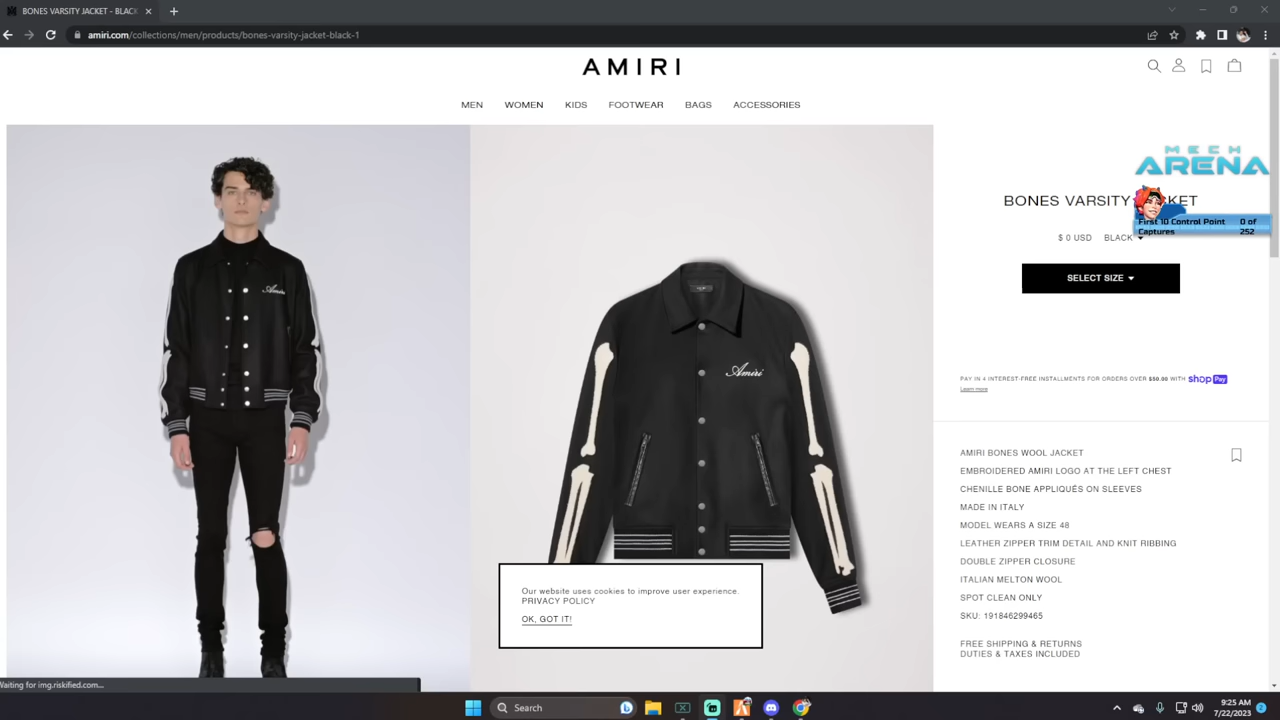 BONES VARSITY JACKET - BLACK
amiri.com/collections/men/products/bones-varsity-jacket-black-1
AMIRI
MEN WOMEN KIDS FOOTWEAR BAGS ACCESSORIES
MECH
ARENA
BONES VARSITY
First 10 Control Point 0 of
Captures 252
$ 0 USD BLACK
SELECT SIZE
Amiri
Amiri
PAY IN 4 INTEREST-FREE INSTALLMENTS FOR ORDERS OVER $50.00 WITH shop Pay
Learn more
AMIRI BONES WOOL JACKET
EMBROIDERED AMIRI LOGO AT THE LEFT CHEST
CHENILLE BONE APPLIQUÉS ON SLEEVES
MADE IN ITALY
MODEL WEARS A SIZE 48
LEATHER ZIPPER TRIM DETAIL AND KNIT RIBBING
DOUBLE ZIPPER CLOSURE
ITALIAN MELTON WOOL
SPOT CLEAN ONLY
SKU: 191846299465
FREE SHIPPING & RETURNS
DUTIES & TAXES INCLUDED
Our website uses cookies to improve user experience.
PRIVACY POLICY
OK, GOT IT!
Waiting for img.riskified.com...
Search
9:25 AM
7/22/2023
2